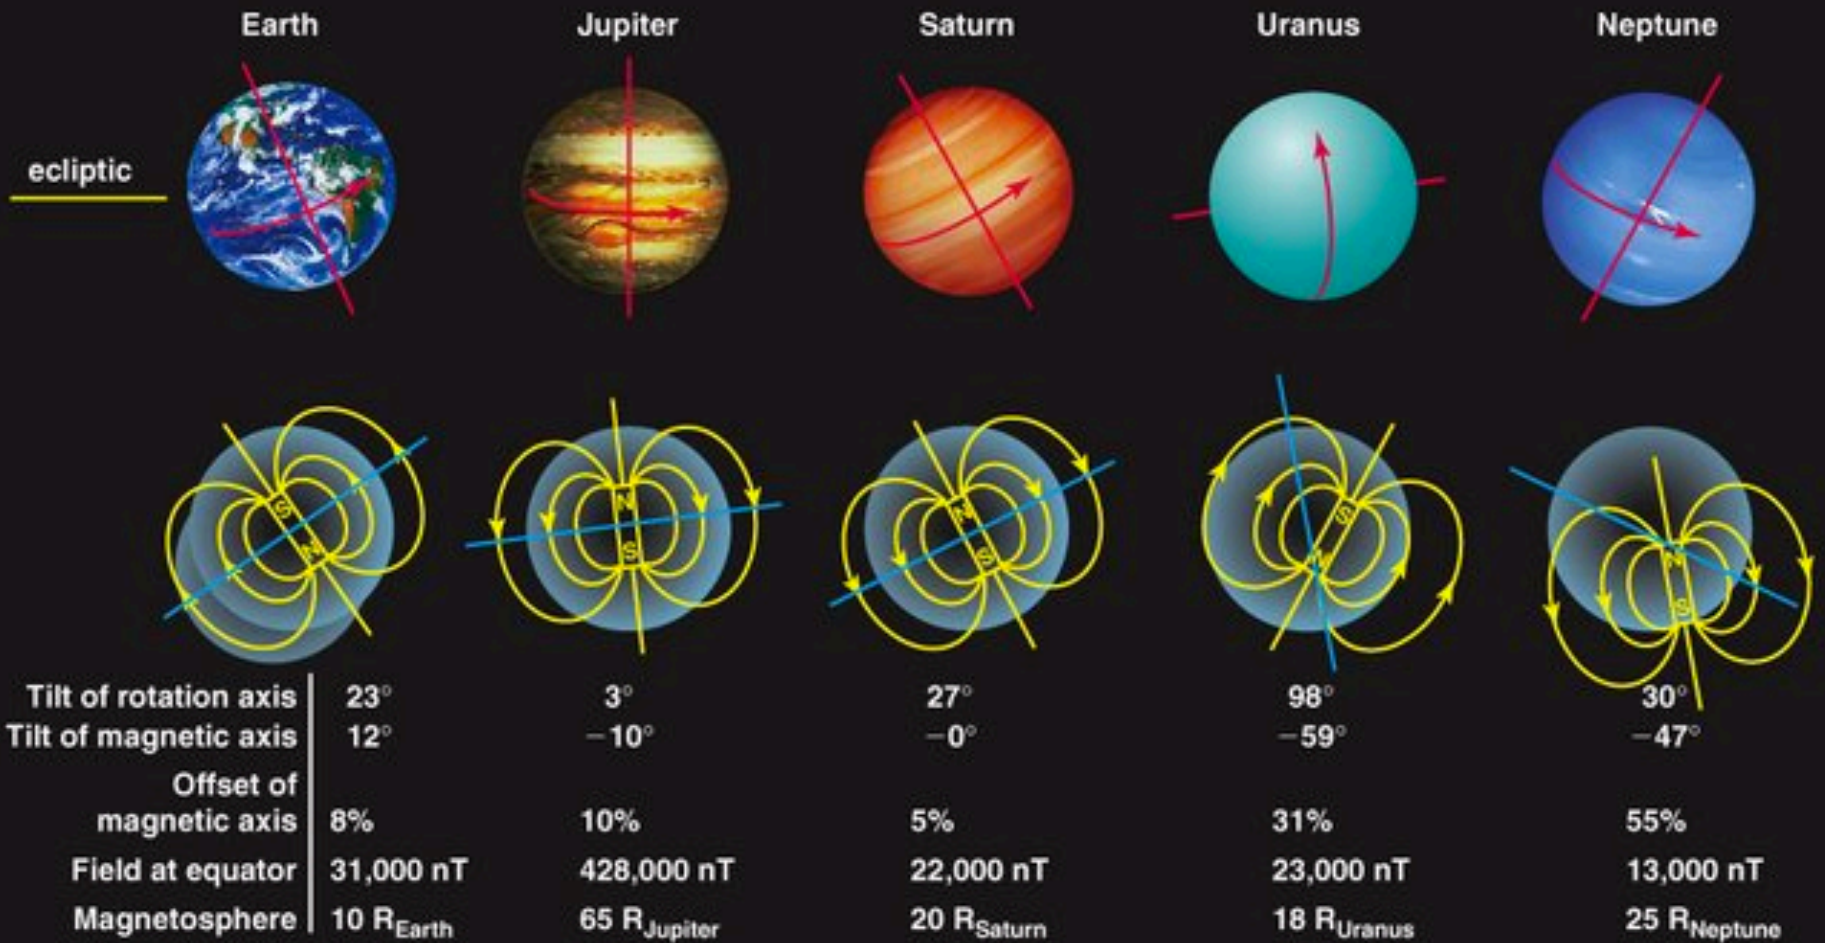 Earth Jupiter Saturn Uranus Neptune
ecliptic
S N N S N S S N N S
Tilt of rotation axis 23° 3° 27° 98° 30°
Tilt of magnetic axis 12° −10° −0° −59° −47°
Offset of
magnetic axis 8% 10% 5% 31% 55%
Field at equator 31,000 nT 428,000 nT 22,000 nT 23,000 nT 13,000 nT
Magnetosphere 10 REarth 65 RJupiter 20 RSaturn 18 RUranus 25 RNeptune